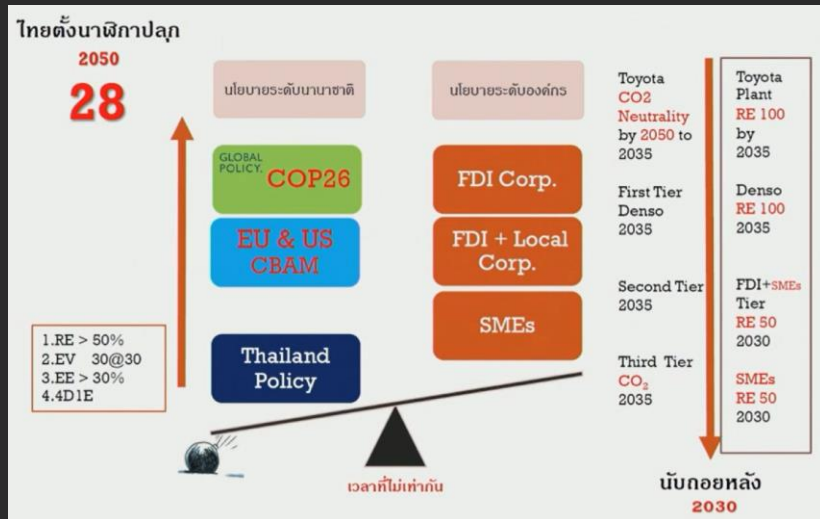 ไทยตั้งนาฬิกาปลุก
2050
28
นโยบายระดับนานาชาติ
GLOBAL
POLICY.
COP26
EU & US
CBAM
Thailand
Policy
1.RE > 50%
2.EV 30@30
3.EE > 30%
4.4D1E
นโยบายระดับองค์กร
FDI Corp.
FDI + Local
Corp.
SMEs
เวลาที่ไม่เท่ากัน
Toyota
CO2
Neutrality
by 2050 to
2035
First Tier
Denso
2035
Second Tier
2035
Third Tier
CO₂
2035
Toyota
Plant
RE 100
by
2035
Denso
RE 100
2035
FDI+SMEs
Tier
RE 50
2030
SMEs
RE 50
2030
นับถอยหลัง
2030